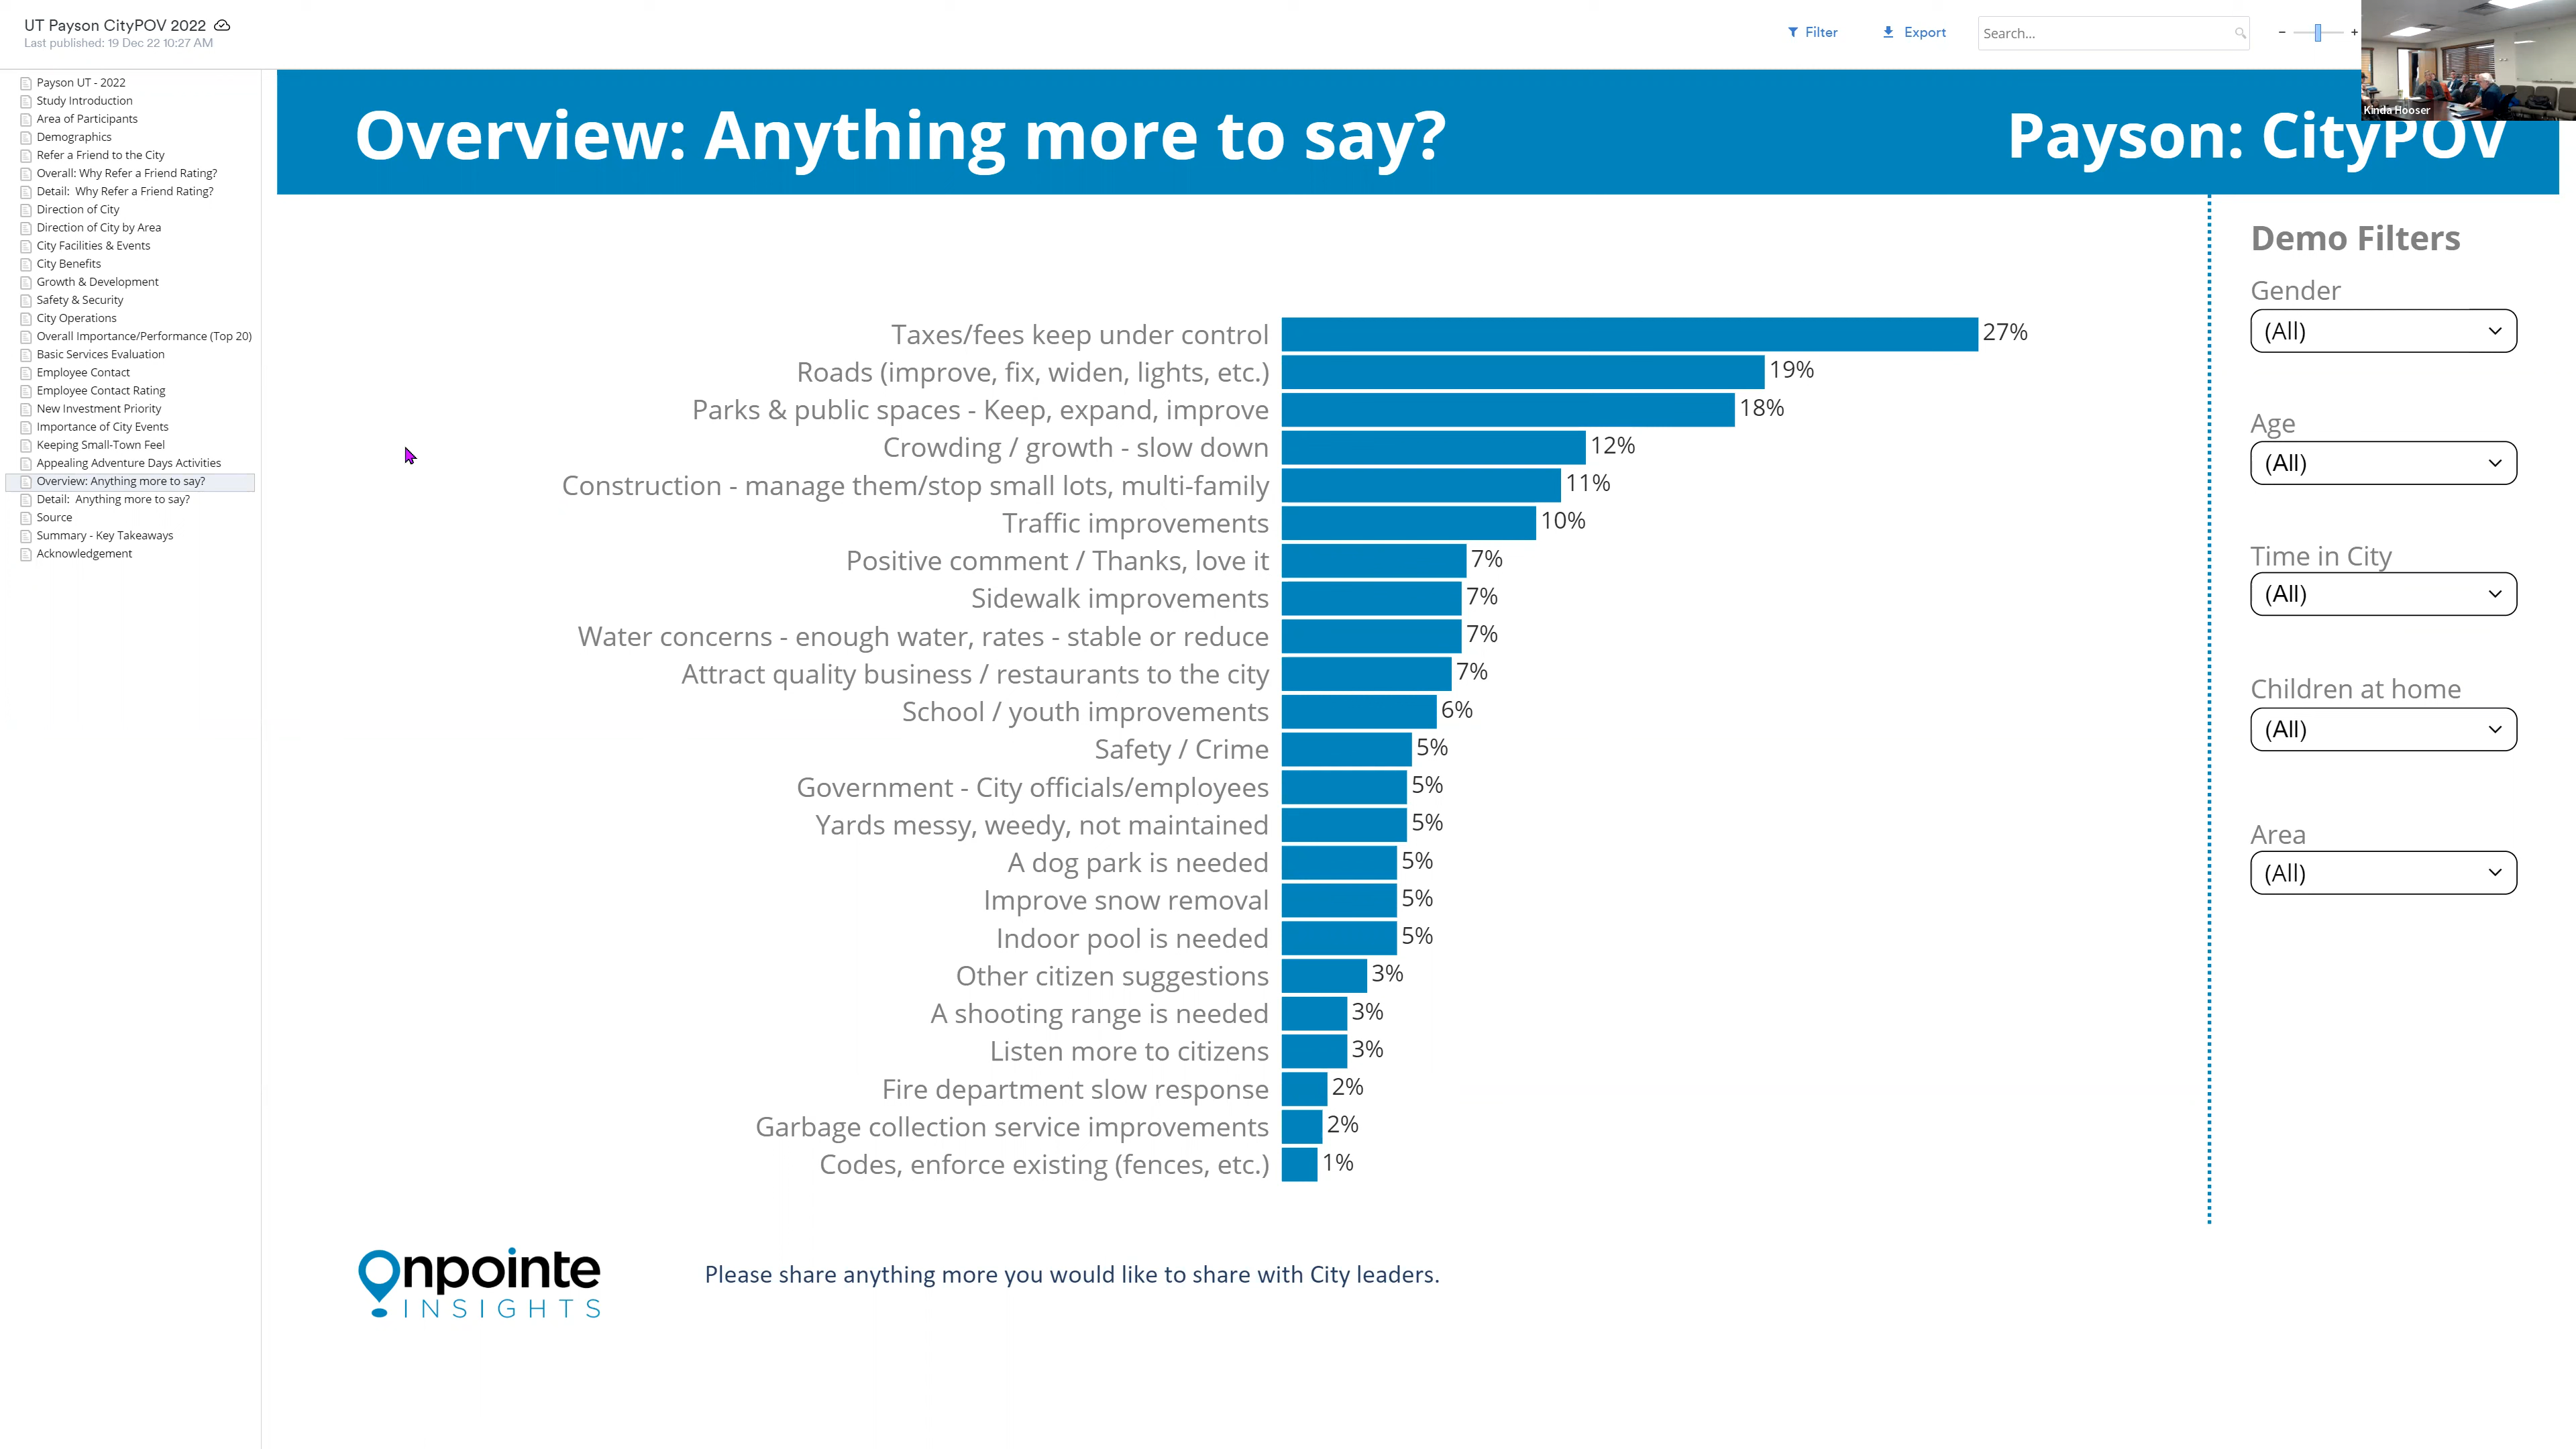 UT Payson CityPOV 2022
Last published: 19 Dec 22 10:27 AM
Filter
Export
Search...
Kinda Hooser
Payson UT - 2022
Study Introduction
Area of Participants
Demographics
Refer a Friend to the City
Overall: Why Refer a Friend Rating?
Detail: Why Refer a Friend Rating?
Direction of City
Direction of City by Area
City Facilities & Events
City Benefits
Growth & Development
Safety & Security
City Operations
Overall Importance/Performance (Top 20)
Basic Services Evaluation
Employee Contact
Employee Contact Rating
New Investment Priority
Importance of City Events
Keeping Small-Town Feel
Appealing Adventure Days Activities
Overview: Anything more to say?
Detail: Anything more to say?
Source
Summary - Key Takeaways
Acknowledgement
Overview: Anything more to say?
Payson: CityPOV
Taxes/fees keep under control 27%
Roads (improve, fix, widen, lights, etc.) 19%
Parks & public spaces - Keep, expand, improve 18%
Crowding / growth - slow down 12%
Construction - manage them/stop small lots, multi-family 11%
Traffic improvements 10%
Positive comment / Thanks, love it 7%
Sidewalk improvements 7%
Water concerns - enough water, rates - stable or reduce 7%
Attract quality business / restaurants to the city 7%
School / youth improvements 6%
Safety / Crime 5%
Government - City officials/employees 5%
Yards messy, weedy, not maintained 5%
A dog park is needed 5%
Improve snow removal 5%
Indoor pool is needed 5%
Other citizen suggestions 3%
A shooting range is needed 3%
Listen more to citizens 3%
Fire department slow response 2%
Garbage collection service improvements 2%
Codes, enforce existing (fences, etc.) 1%
Demo Filters
Gender
(All)
Age
(All)
Time in City
(All)
Children at home
(All)
Area
(All)
Onpointe
INSIGHTS
Please share anything more you would like to share with City leaders.